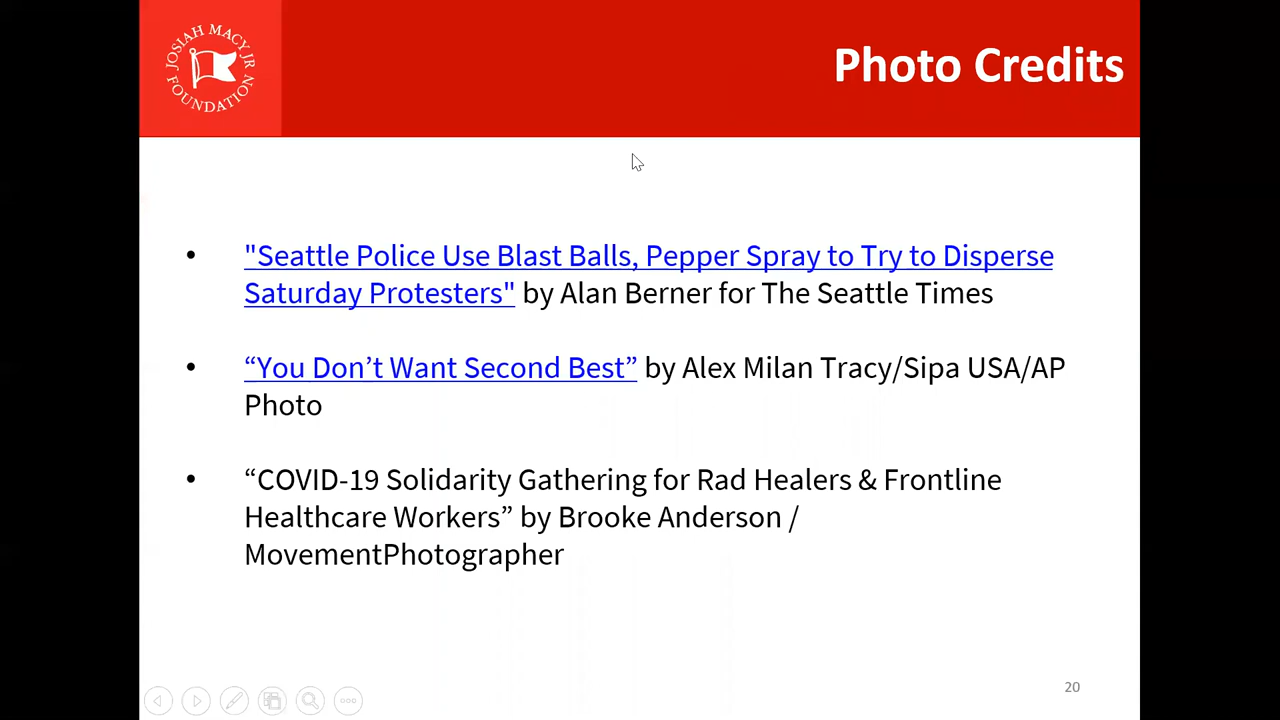 JOSIAH MACY JR
FOUNDATION
Photo Credits
• "Seattle Police Use Blast Balls, Pepper Spray to Try to Disperse
Saturday Protesters" by Alan Berner for The Seattle Times
• “You Don’t Want Second Best” by Alex Milan Tracy/Sipa USA/AP
Photo
• “COVID-19 Solidarity Gathering for Rad Healers & Frontline
Healthcare Workers” by Brooke Anderson /
MovementPhotographer
20